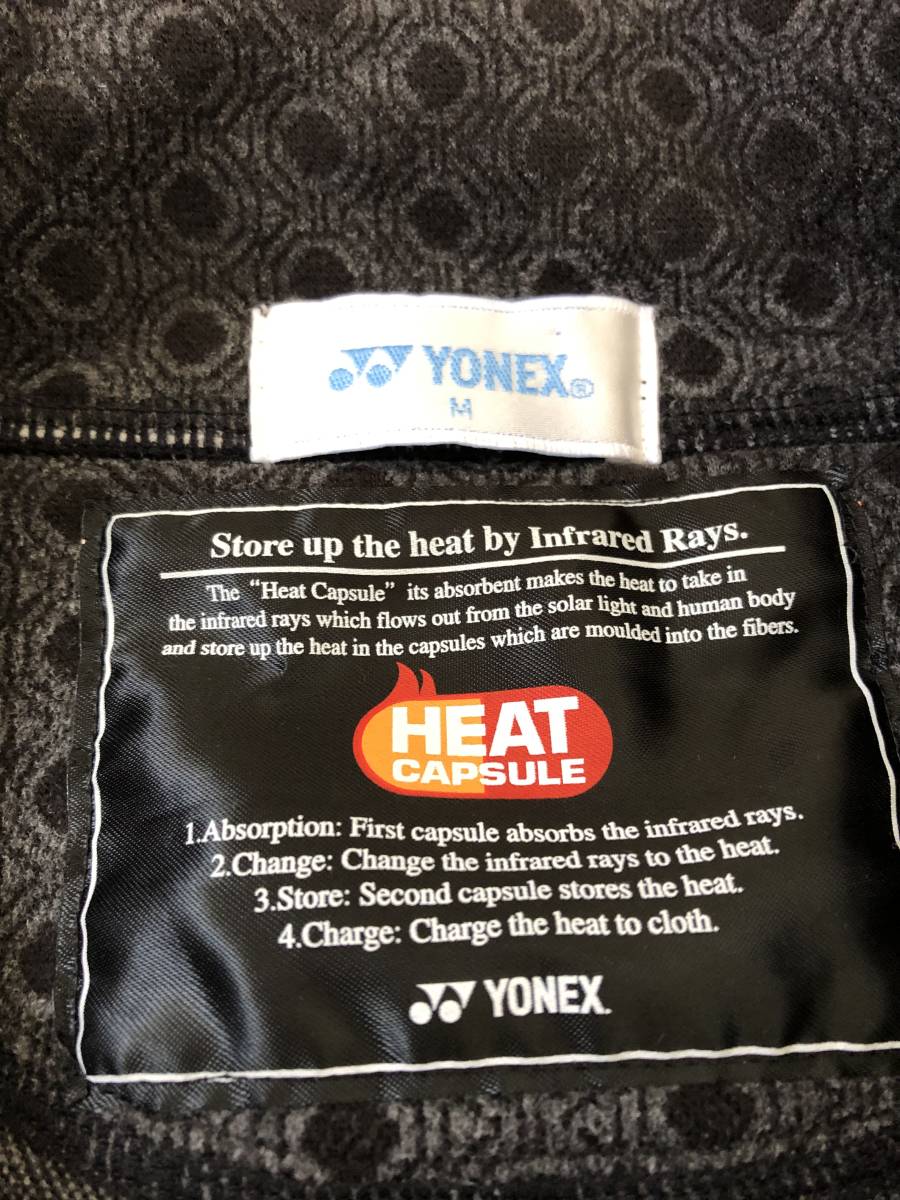 YONEX®
M
Store up the heat by Infrared Rays.
The “Heat Capsule” its absorbent makes the heat to take in
the infrared rays which flows out from the solar light and human body
and store up the heat in the capsules which are moulded into the fibers.
HEAT
CAPSULE
1.Absorption: First capsule absorbs the infrared rays.
2.Change: Change the infrared rays to the heat.
3.Store: Second capsule stores the heat.
4.Charge: Charge the heat to cloth.
YONEX.